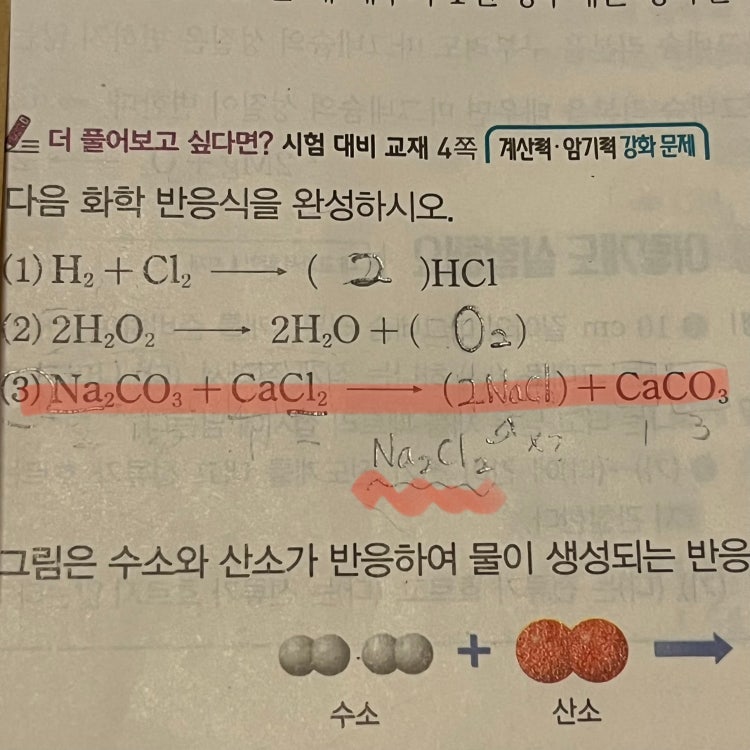 더 풀어보고 싶다면? 시험 대비 교재 4쪽 계산력·암기력 강화 문제
다음 화학 반응식을 완성하시오.
(1) H₂ + Cl₂ ⟶ ( 2 )HCl
(2) 2H₂O₂ ⟶ 2H₂O + ( O₂ )
(3) Na₂CO₃ + CaCl₂ ⟶ (2NaCl) + CaCO₃
1 3
Na₂Cl₂
그림은 수소와 산소가 반응하여 물이 생성되는 반응
+
수소 산소